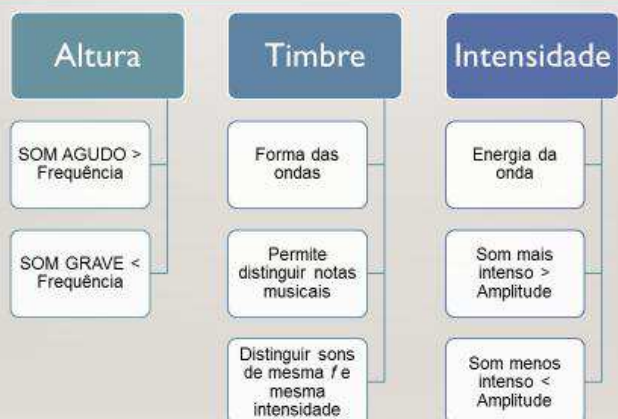 Altura
SOM AGUDO >
Frequência
SOM GRAVE <
Frequência
Timbre
Forma das
ondas
Permite
distinguir notas
musicais
Distinguir sons
de mesma f e
mesma
intensidade
Intensidade
Energia da
onda
Som mais
intenso >
Amplitude
Som menos
intenso <
Amplitude